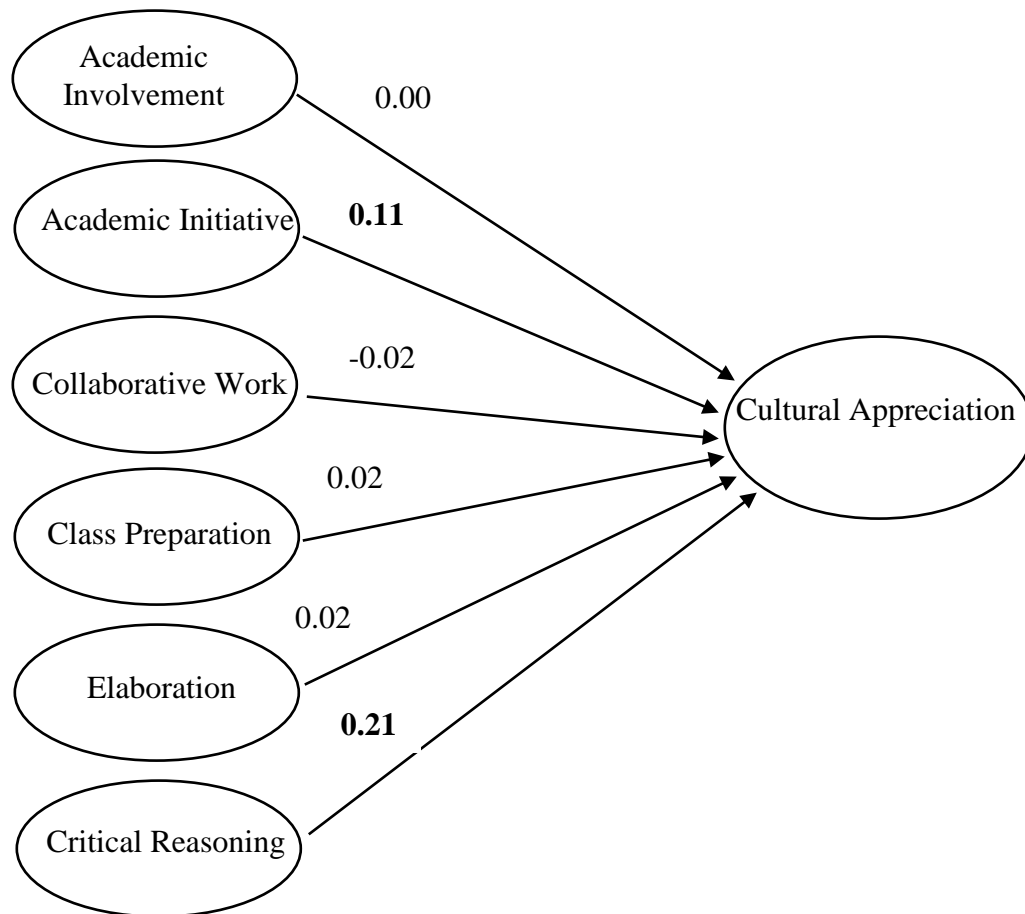 Academic
Involvement
0.00
Academic Initiative
0.11
Collaborative Work
-0.02
Cultural Appreciation
Class Preparation
0.02
Elaboration
0.02
Critical Reasoning
0.21